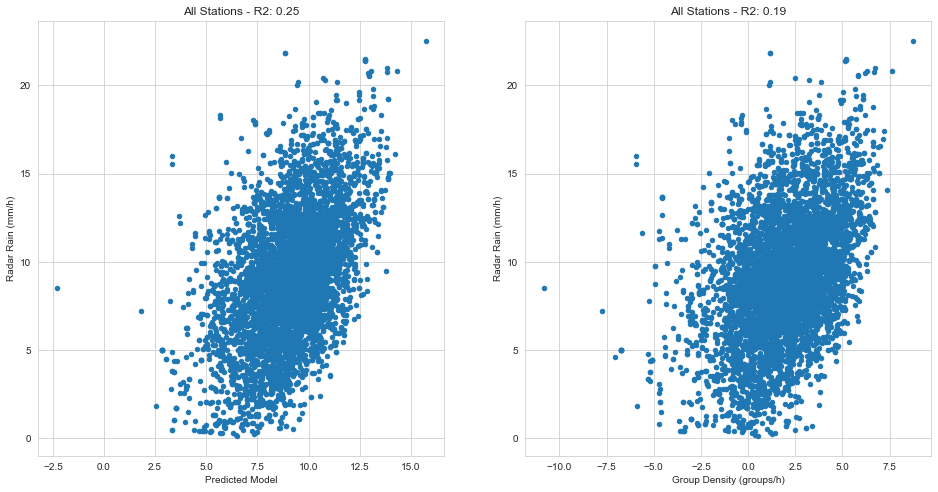 All Stations - R2: 0.25
Radar Rain (mm/h)
20
15
10
5
0
−2.5 0.0 2.5 5.0 7.5 10.0 12.5 15.0
Predicted Model
All Stations - R2: 0.19
Radar Rain (mm/h)
20
15
10
5
0
−10.0 −7.5 −5.0 −2.5 0.0 2.5 5.0 7.5
Group Density (groups/h)